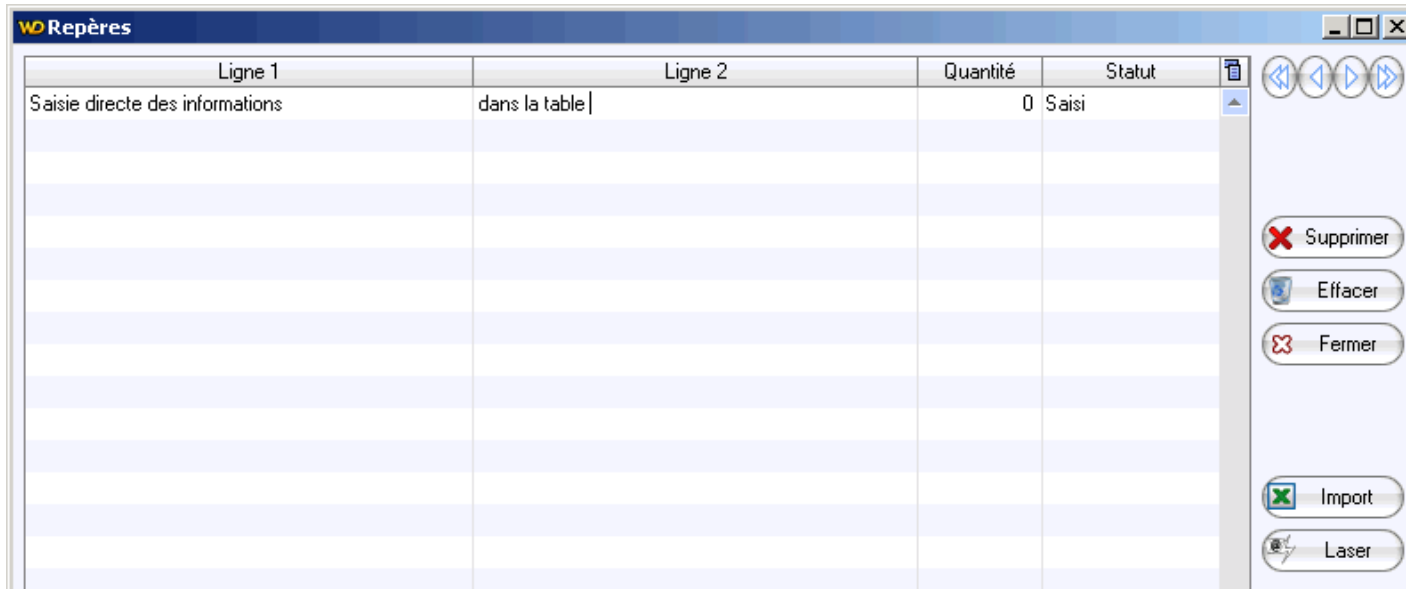 WD Repères
Ligne 1 Ligne 2 Quantité Statut
Saisie directe des informations dans la table 0 Saisi
Supprimer
Effacer
Fermer
Import
Laser